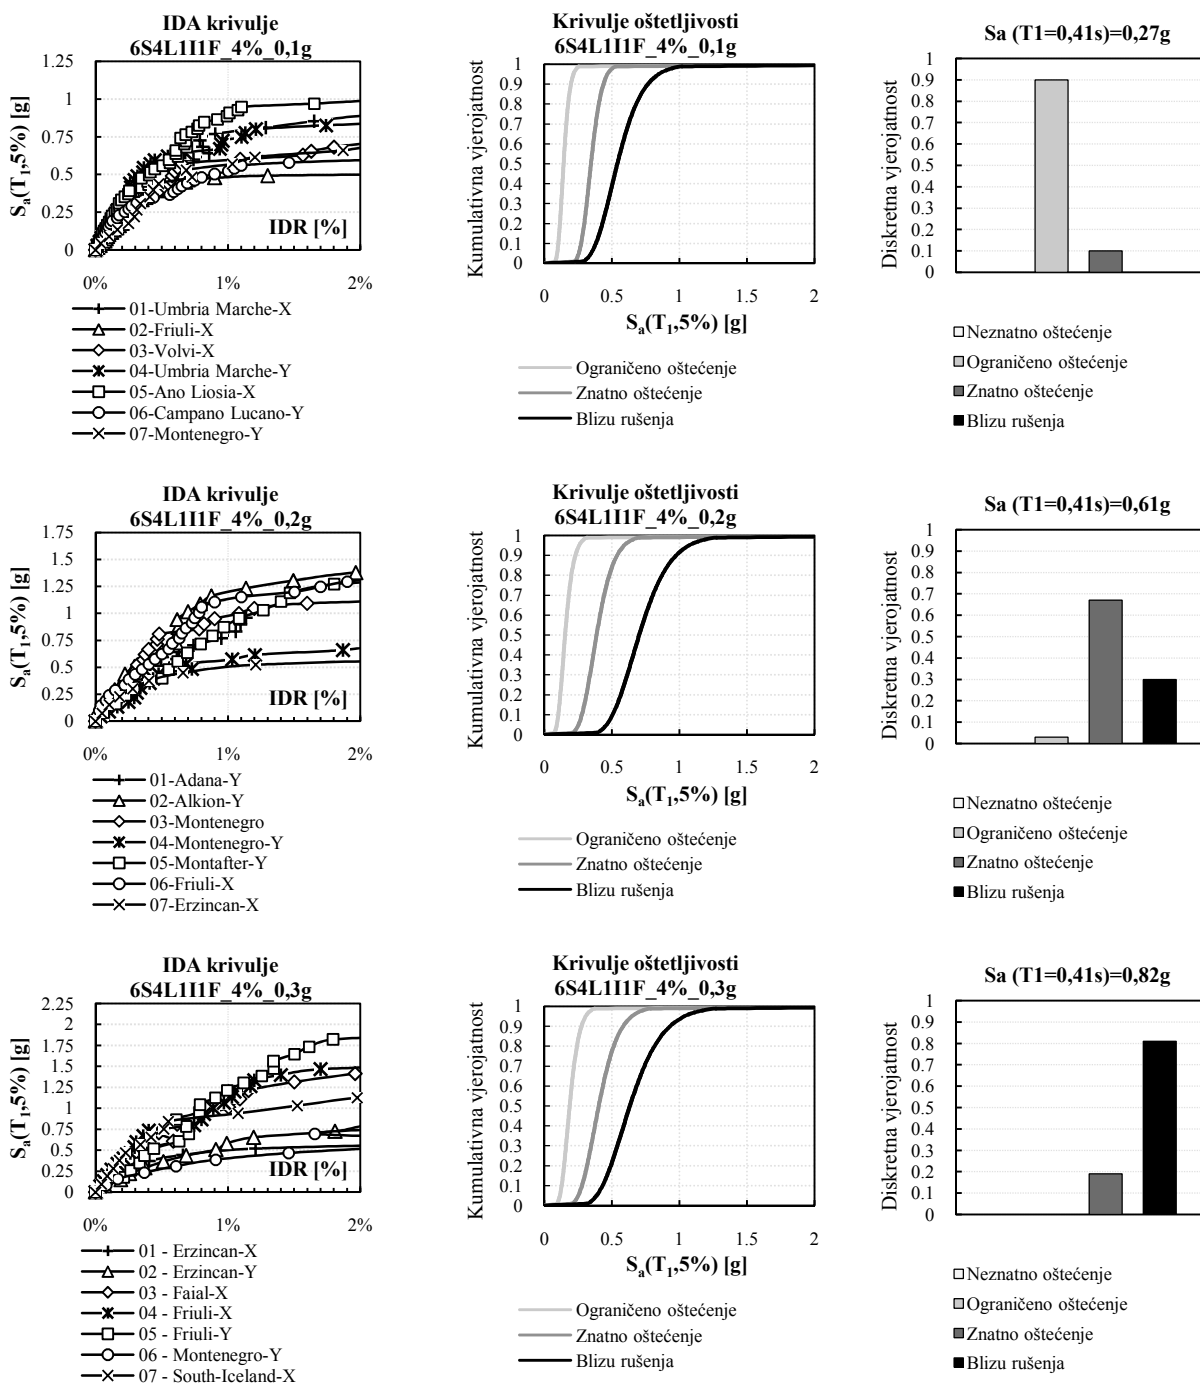 IDA krivulje
6S4L1I1F_4%_0,1g
1.25
1
0.75
0.5
0.25
0
Sa(T1,5%) [g]
IDR [%]
0% 1% 2%
01-Umbria Marche-X
02-Friuli-X
03-Volvi-X
04-Umbria Marche-Y
05-Ano Liosia-X
06-Campano Lucano-Y
07-Montenegro-Y
Krivulje oštetljivosti
6S4L1I1F_4%_0,1g
Kumulativna vjerojatnost
1
0.9
0.8
0.7
0.6
0.5
0.4
0.3
0.2
0.1
0
0 0.5 1 1.5 2
Sa(T1,5%) [g]
Ograničeno oštećenje
Znatno oštećenje
Blizu rušenja
Sa (T1=0,41s)=0,27g
Diskretna vjerojatnost
1
0.9
0.8
0.7
0.6
0.5
0.4
0.3
0.2
0.1
0
Neznatno oštećenje
Ograničeno oštećenje
Znatno oštećenje
Blizu rušenja
IDA krivulje
6S4L1I1F_4%_0,2g
1.75
1.5
1.25
1
0.75
0.5
0.25
0
Sa(T1,5%) [g]
IDR [%]
0% 1% 2%
01-Adana-Y
02-Alkion-Y
03-Montenegro
04-Montenegro-Y
05-Montafter-Y
06-Friuli-X
07-Erzincan-X
Krivulje oštetljivosti
6S4L1I1F_4%_0,2g
Kumulativna vjerojatnost
1
0.9
0.8
0.7
0.6
0.5
0.4
0.3
0.2
0.1
0
0 0.5 1 1.5 2
Sa(T1,5%) [g]
Ograničeno oštećenje
Znatno oštećenje
Blizu rušenja
Sa (T1=0,41s)=0,61g
Diskretna vjerojatnost
1
0.9
0.8
0.7
0.6
0.5
0.4
0.3
0.2
0.1
0
Neznatno oštećenje
Ograničeno oštećenje
Znatno oštećenje
Blizu rušenja
IDA krivulje
6S4L1I1F_4%_0,3g
2.25
2
1.75
1.5
1.25
1
0.75
0.5
0.25
0
Sa(T1,5%) [g]
IDR [%]
0% 1% 2%
01 - Erzincan-X
02 - Erzincan-Y
03 - Faial-X
04 - Friuli-X
05 - Friuli-Y
06 - Montenegro-Y
07 - South-Iceland-X
Krivulje oštetljivosti
6S4L1I1F_4%_0,3g
Kumulativna vjerojatnost
1
0.9
0.8
0.7
0.6
0.5
0.4
0.3
0.2
0.1
0
0 0.5 1 1.5 2
Sa(T1,5%) [g]
Ograničeno oštećenje
Znatno oštećenje
Blizu rušenja
Sa (T1=0,41s)=0,82g
Diskretna vjerojatnost
1
0.9
0.8
0.7
0.6
0.5
0.4
0.3
0.2
0.1
0
Neznatno oštećenje
Ograničeno oštećenje
Znatno oštećenje
Blizu rušenja